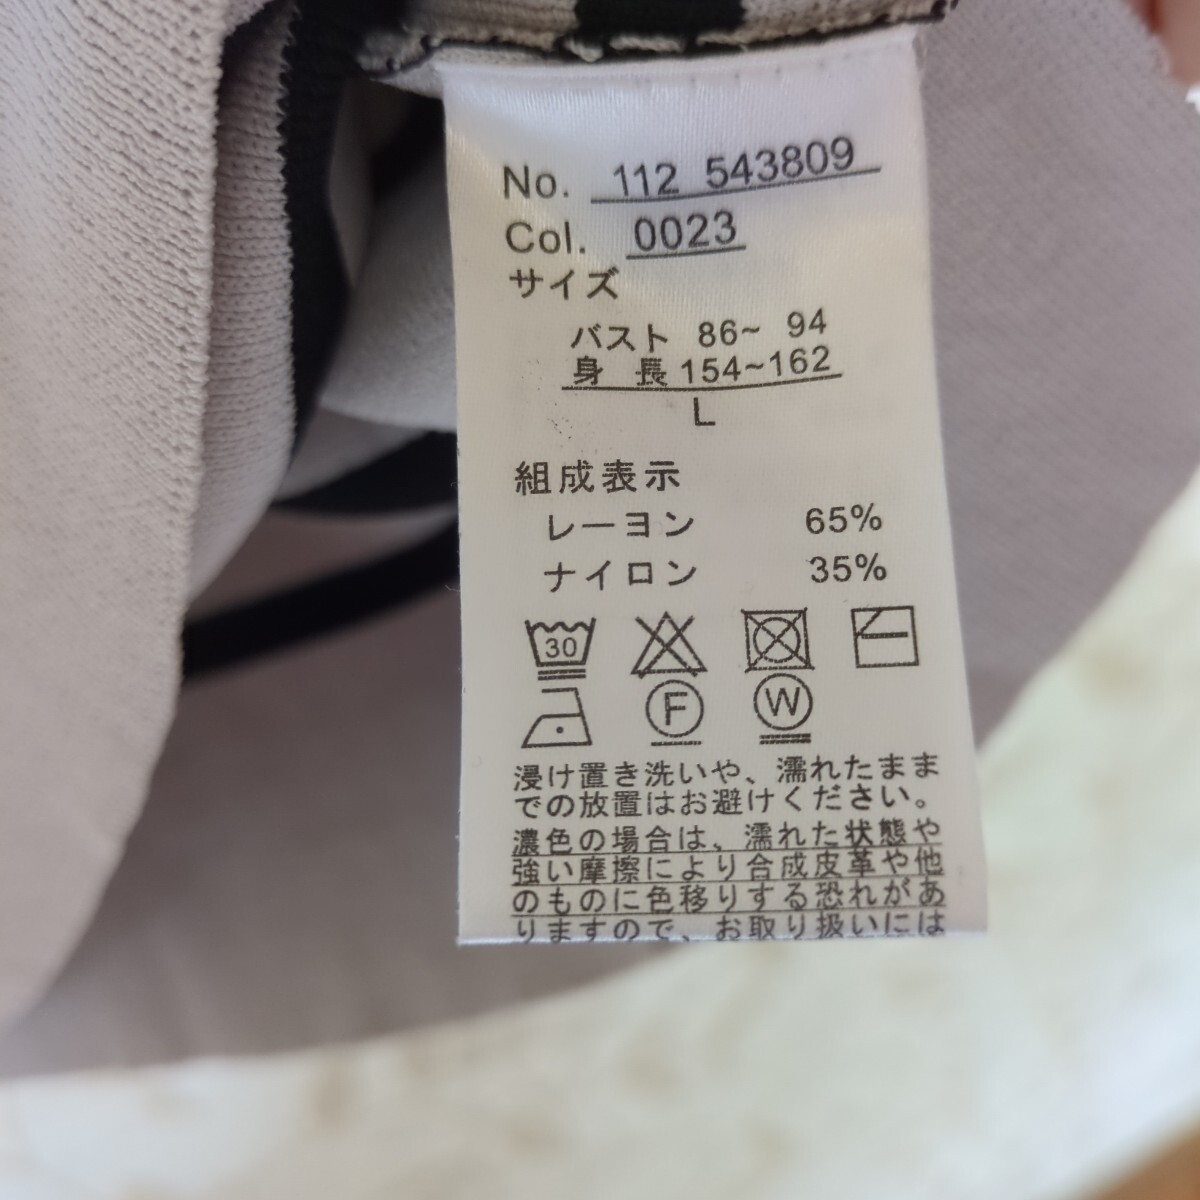 No. 112 543809
Col. 0023
サイズ
バスト 86~ 94
身 長 154~162
L
組成表示
レーヨン 65%
ナイロン 35%
30
F W
浸け置き洗いや、濡れたまま
での放置はお避けください。
濃色の場合は、濡れた状態や
強い摩擦により合成皮革や他
のものに色移りする恐れがあ
りますので、お取り扱いには